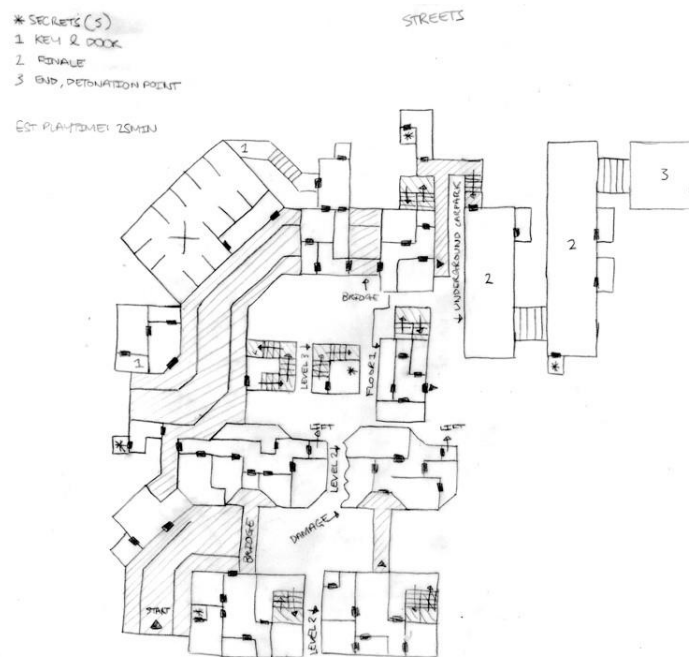 * SECRETS (5)
1 KEY & DOOR
2 FINALE
3 END, DETONATION POINT
EST PLAYTIME: 25MIN
STREETS
1
*
3
↓ UNDERGROUND CARPARK
2
2
BRIDGE
1
LEVEL 3 ↓
*
FLOOR 1 ↓
*
*
LIFT
LIFT
LEVEL 2 ↓
BRIDGE
DAMAGE
START
*
LEVEL 2 ↓